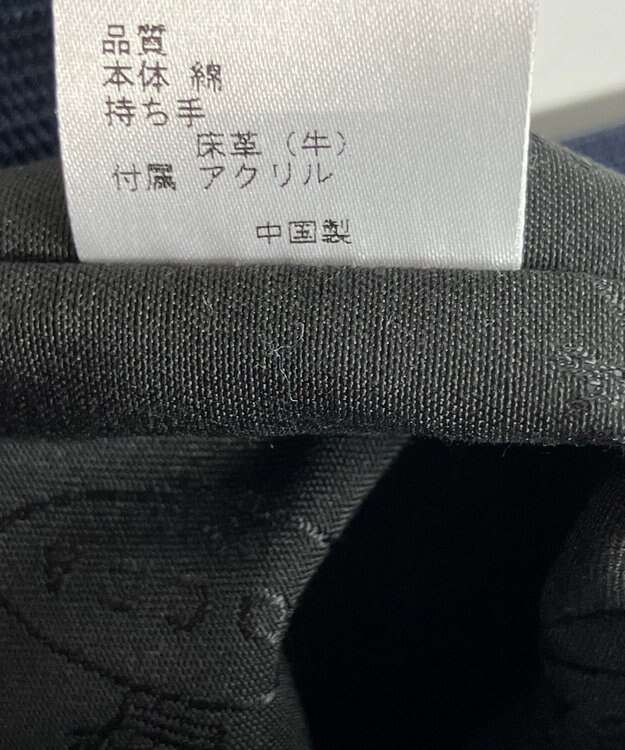 品質
本体 綿
持ち手
床革（牛）
付属 アクリル
中国製